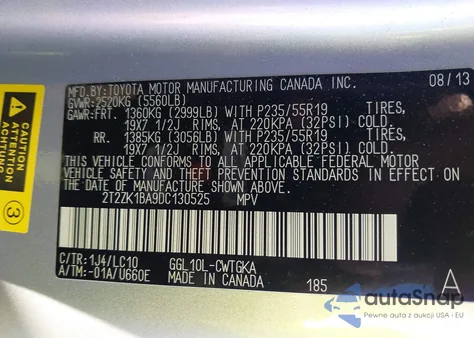 MFD.BY:TOYOTA MOTOR MANUFACTURING CANADA INC. 08/13
GVWR:2520KG (5560LB)
GAWR:FRT. 1360KG (2999LB) WITH P235/55R19 TIRES,
19X7 1/2J RIMS, AT 220KPA (32PSI) COLD.
RR. 1385KG (3056LB) WITH P235/55R19 TIRES,
19X7 1/2J RIMS, AT 220KPA (32PSI) COLD.
THIS VEHICLE CONFORMS TO ALL APPLICABLE FEDERAL MOTOR
VEHICLE SAFETY AND THEFT PREVENTION STANDARDS IN EFFECT
ON THE DATE OF MANUFACTURE SHOWN ABOVE.
2T2ZK1BA9DC130525 MPV
C/TR:1J4/LC10 GGL10L-CWTGKA
A/TM:-01A/U660E MADE IN CANADA 185 A
CAUTION
ATTENTION
ACHTUNG
3
autoSnap
Pewne auta z aukcji USA i EU